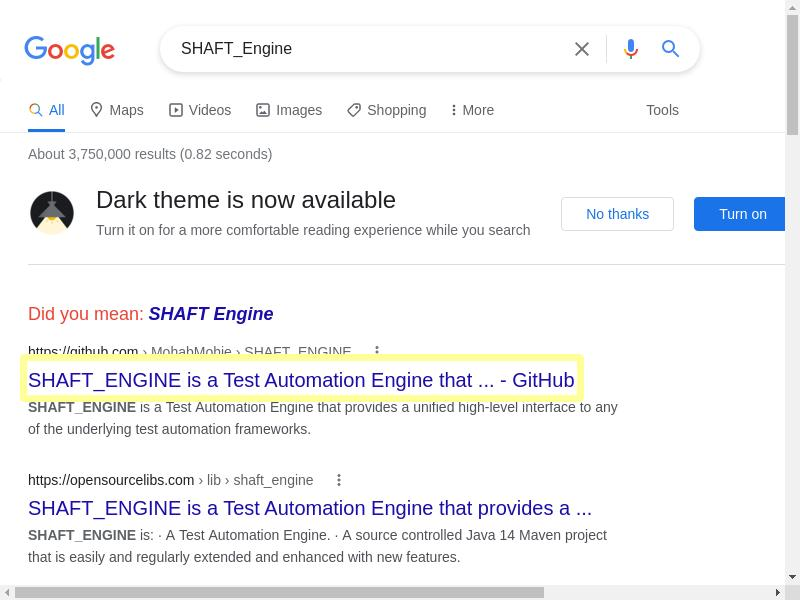 Google
SHAFT_Engine
All Maps Videos Images Shopping More Tools
About 3,750,000 results (0.82 seconds)
Dark theme is now available
Turn it on for a more comfortable reading experience while you search
No thanks Turn on
Did you mean: SHAFT Engine
https://github.com › MohabMohie › SHAFT_ENGINE
SHAFT_ENGINE is a Test Automation Engine that ... - GitHub
SHAFT_ENGINE is a Test Automation Engine that provides a unified high-level interface to any
of the underlying test automation frameworks.
https://opensourcelibs.com › lib › shaft_engine
SHAFT_ENGINE is a Test Automation Engine that provides a ...
SHAFT_ENGINE is: · A Test Automation Engine. · A source controlled Java 14 Maven project
that is easily and regularly extended and enhanced with new features.